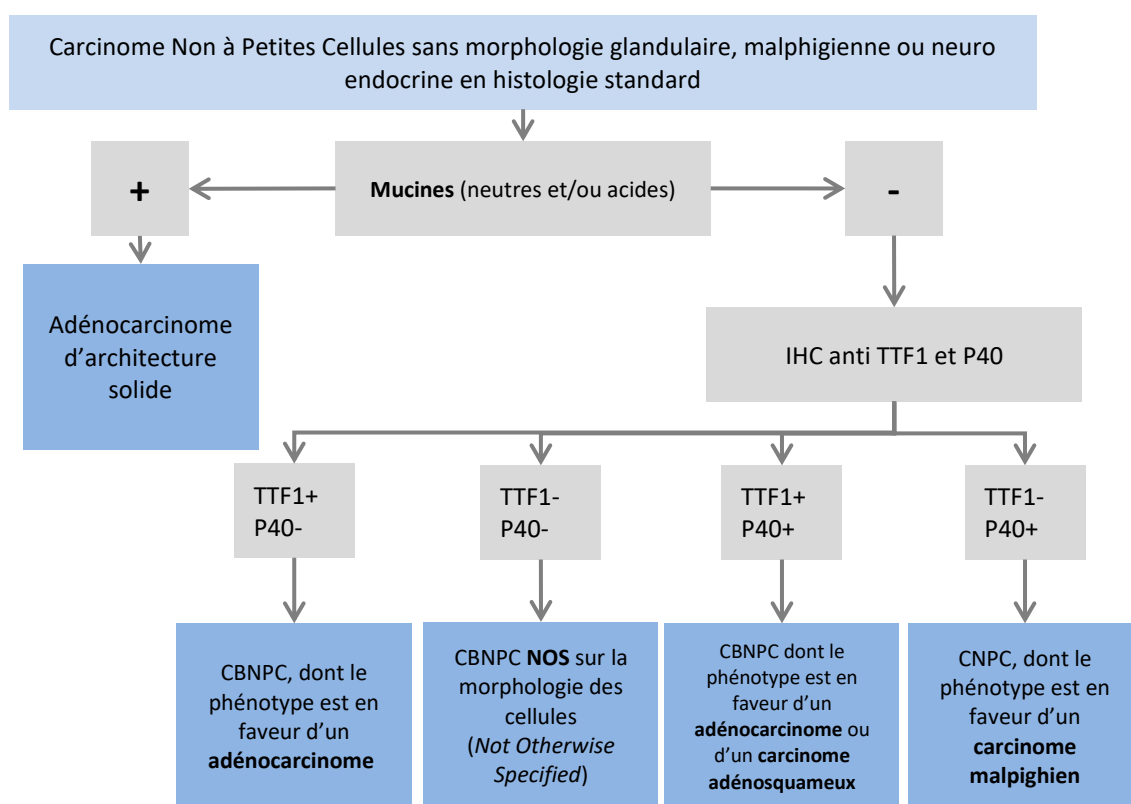 Carcinome Non à Petites Cellules sans morphologie glandulaire, malphigienne ou neuro
endocrine en histologie standard
+
Mucines (neutres et/ou acides)
-
Adénocarcinome
d’architecture
solide
IHC anti TTF1 et P40
TTF1+
P40-
TTF1-
P40-
TTF1+
P40+
TTF1-
P40+
CBNPC, dont le
phénotype est en
faveur d’un
adénocarcinome
CBNPC NOS sur la
morphologie des
cellules
(Not Otherwise
Specified)
CBNPC dont le
phénotype est en
faveur d’un
adénocarcinome ou
d’un carcinome
adénosquameux
CNPC, dont le
phénotype est en
faveur d’un
carcinome
malpighien